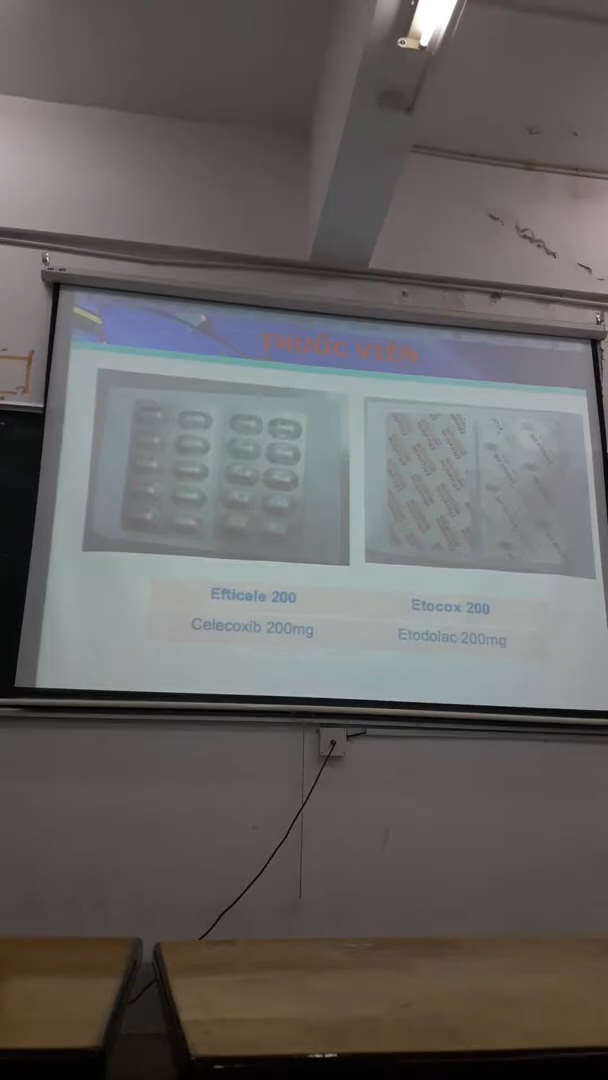 THUỐC VIÊN
Efticele 200
Etocox 200
Celecoxib 200mg
Etodolac 200mg